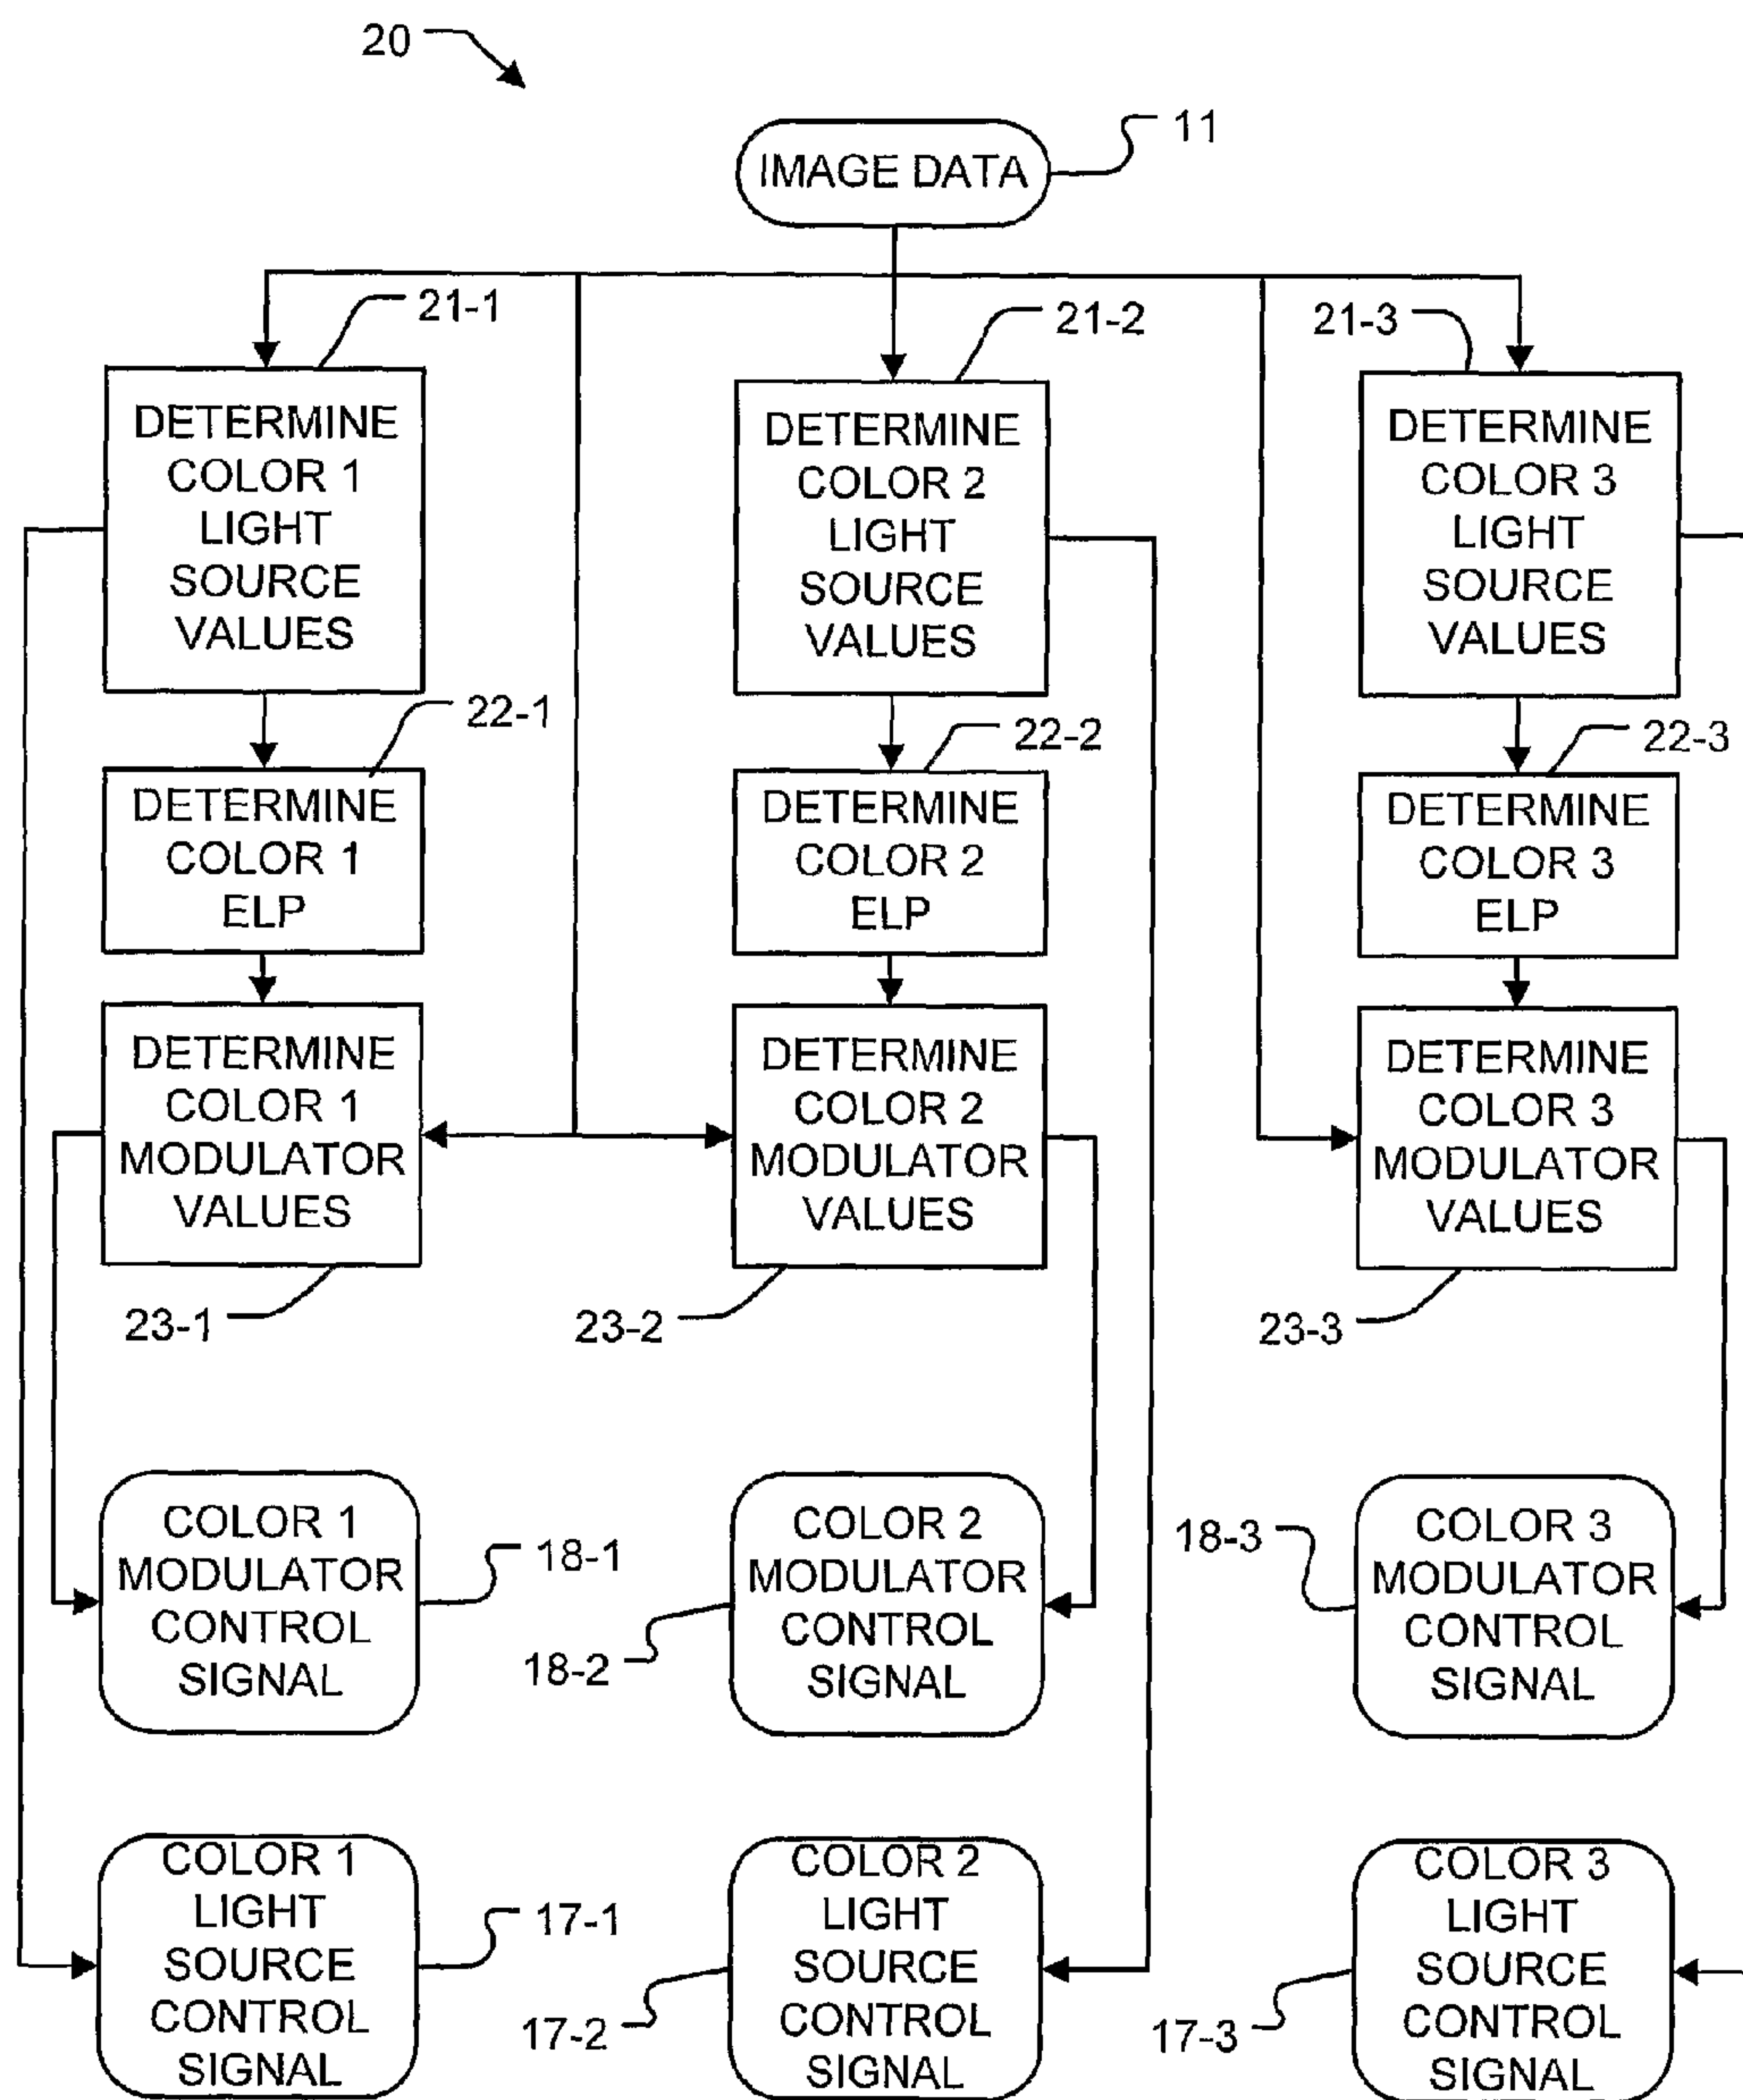 20
11
IMAGE DATA
21-1
21-2
21-3
DETERMINE
COLOR 1
LIGHT
SOURCE
VALUES
DETERMINE
COLOR 2
LIGHT
SOURCE
VALUES
DETERMINE
COLOR 3
LIGHT
SOURCE
VALUES
22-1
22-2
22-3
DETERMINE
COLOR 1
ELP
DETERMINE
COLOR 2
ELP
DETERMINE
COLOR 3
ELP
DETERMINE
COLOR 1
MODULATOR
VALUES
DETERMINE
COLOR 2
MODULATOR
VALUES
DETERMINE
COLOR 3
MODULATOR
VALUES
23-1
23-2
23-3
COLOR 1
MODULATOR
CONTROL
SIGNAL
18-1
18-2
COLOR 2
MODULATOR
CONTROL
SIGNAL
18-3
COLOR 3
MODULATOR
CONTROL
SIGNAL
COLOR 1
LIGHT
SOURCE
CONTROL
SIGNAL
17-1
17-2
COLOR 2
LIGHT
SOURCE
CONTROL
SIGNAL
17-3
COLOR 3
LIGHT
SOURCE
CONTROL
SIGNAL